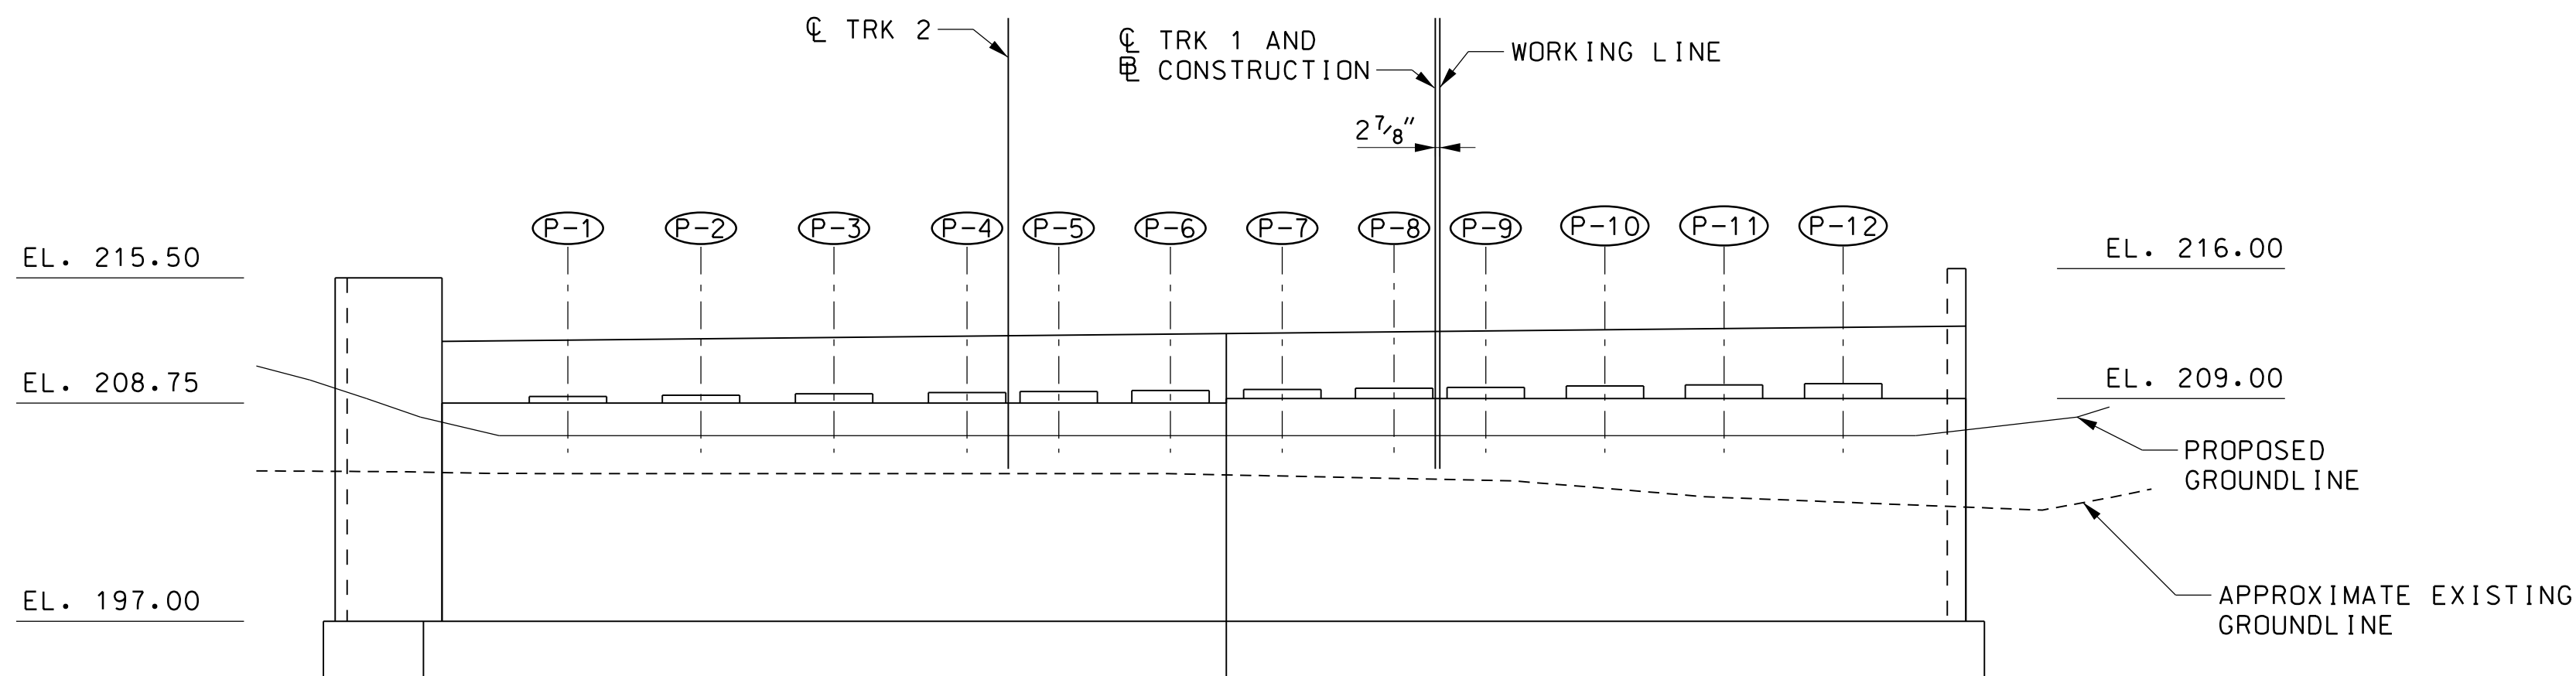 ℄ TRK 2
℄ TRK 1 AND
BL CONSTRUCTION
WORKING LINE
2 7/8"
P-1
P-2
P-3
P-4
P-5
P-6
P-7
P-8
P-9
P-10
P-11
P-12
EL. 215.50
EL. 216.00
EL. 208.75
EL. 209.00
PROPOSED
GROUNDLINE
EL. 197.00
APPROXIMATE EXISTING
GROUNDLINE